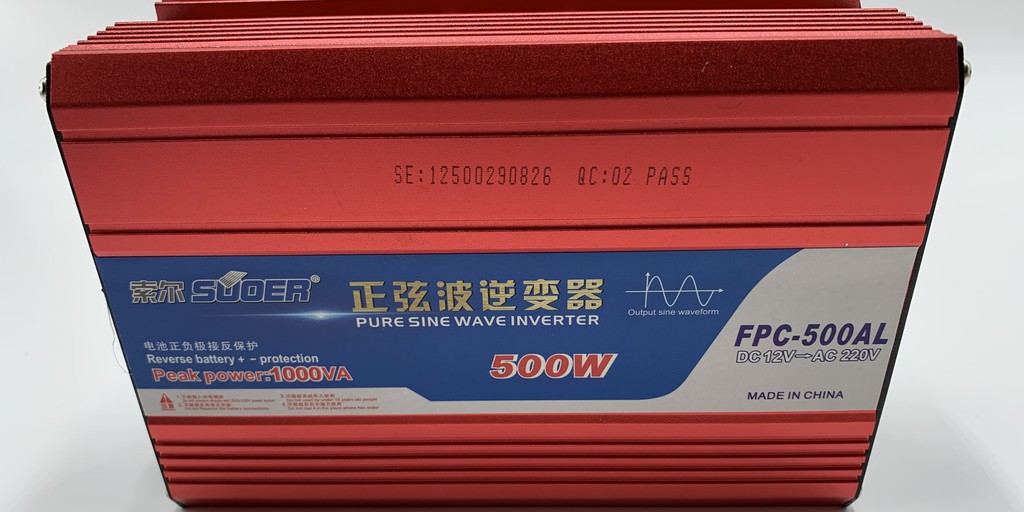 SE:12500290826 QC:02 PASS
索尔 SUOER®
正弦波逆变器
PURE SINE WAVE INVERTER
Output sine waveform
电池正负极接反保护
Reverse battery + − protection
Peak power:1000VA
500W
FPC-500AL
DC 12V→AC 220V
MADE IN CHINA
注意